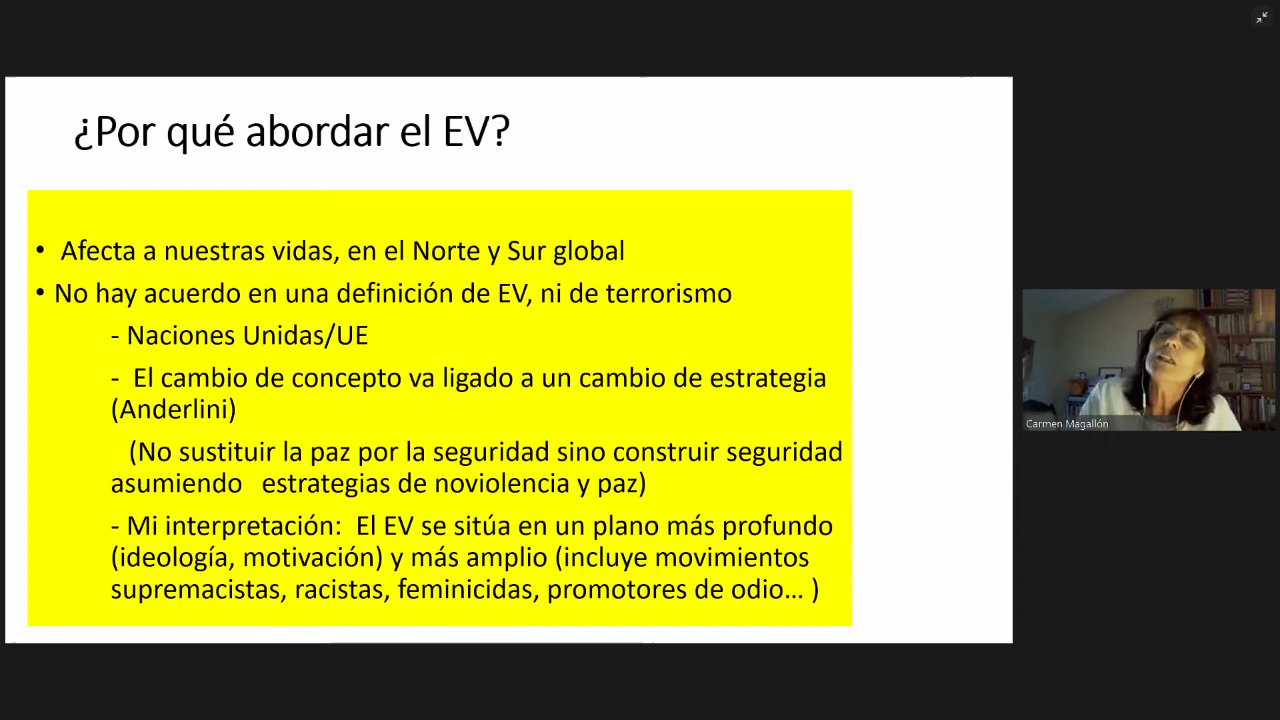 ¿Por qué abordar el EV?
• Afecta a nuestras vidas, en el Norte y Sur global
• No hay acuerdo en una definición de EV, ni de terrorismo
- Naciones Unidas/UE
- El cambio de concepto va ligado a un cambio de estrategia
(Anderlini)
(No sustituir la paz por la seguridad sino construir seguridad
asumiendo estrategias de noviolencia y paz)
- Mi interpretación: El EV se sitúa en un plano más profundo
(ideología, motivación) y más amplio (incluye movimientos
supremacistas, racistas, feminicidas, promotores de odio... )
Carmen Magallón